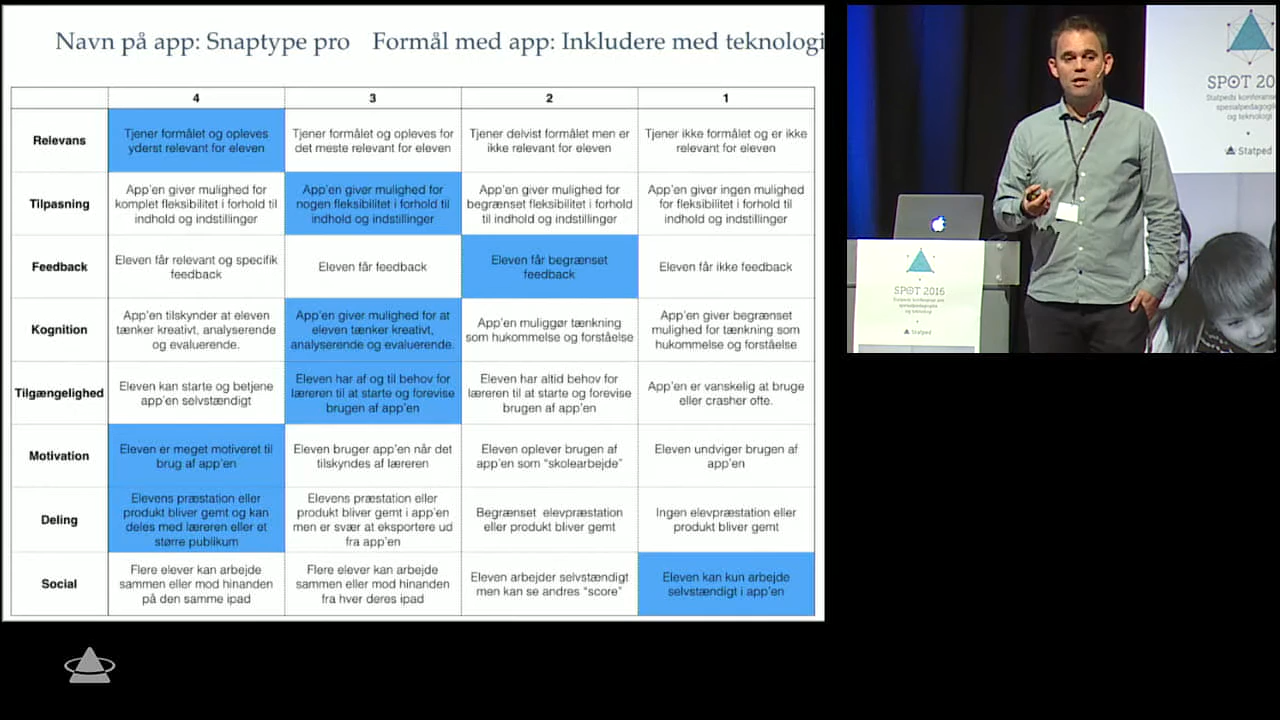 Navn på app: Snaptype pro Formål med app: Inkludere med teknologi
4 3 2 1
Relevans
Tjener formålet og opleves
yderst relevant for eleven
Tjener formålet og opleves for
det meste relevant for eleven
Tjener delvist formålet men er
ikke relevant for eleven
Tjener ikke formålet og er ikke
relevant for eleven
Tilpasning
App'en giver mulighed for
komplet fleksibilitet i forhold til
indhold og indstillinger
App'en giver mulighed for
nogen fleksibilitet i forhold til
indhold og indstillinger
App'en giver mulighed for
begrænset fleksibilitet i forhold
til indhold og indstillinger
App'en giver ingen mulighed
for fleksibilitet i forhold til
indhold og indstillinger
Feedback
Eleven får relevant og specifik
feedback
Eleven får feedback
Eleven får begrænset
feedback
Eleven får ikke feedback
Kognition
App'en tilskynder at eleven
tænker kreativt, analyserende
og evaluerende.
App'en giver mulighed for at
eleven tænker kreativt,
analyserende og evaluerende.
App'en muliggør tænkning
som hukommelse og forståelse
App'en giver begrænset
mulighed for tænkning som
hukommelse og forståelse
Tilgængelighed
Eleven kan starte og betjene
app'en selvstændigt
Eleven har af og til behov for
læreren til at starte og forevise
brugen af app'en
Eleven har altid behov for
læreren til at starte og forevise
brugen af app'en
App'en er vanskelig at bruge
eller crasher ofte.
Motivation
Eleven er meget motiveret til
brug af app'en
Eleven bruger app'en når det
tilskyndes af læreren
Eleven oplever brugen af
app'en som "skolearbejde"
Eleven undviger brugen af
app'en
Deling
Elevens præstation eller
produkt bliver gemt og kan
deles med læreren eller et
større publikum
Elevens præstation eller
produkt bliver gemt i app'en
men er svær at eksportere ud
fra app'en
Begrænset elevpræstation
eller produkt bliver gemt
Ingen elevpræstation eller
produkt bliver gemt
Social
Flere elever kan arbejde
sammen eller mod hinanden
på den samme ipad
Flere elever kan arbejde
sammen eller mod hinanden
fra hver deres ipad
Eleven arbejder selvstændigt
men kan se andres "score"
Eleven kan kun arbejde
selvstændigt i app'en
SPOT 20
Statpeds konferanse
spesialpedagogik
og teknologi
Statped
SPOT 2016
Statped